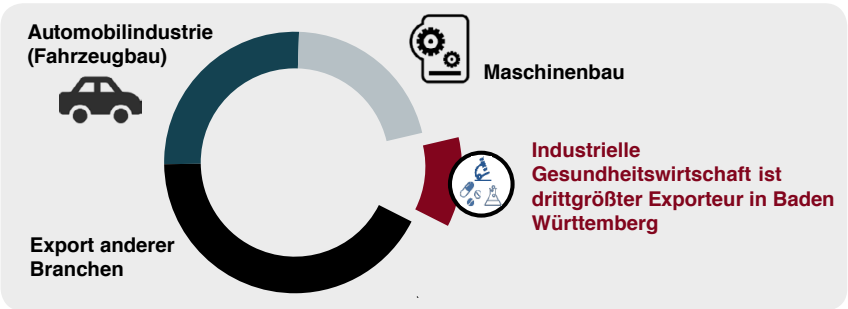 Automobilindustrie
(Fahrzeugbau)
Maschinenbau
Industrielle
Gesundheitswirtschaft ist
drittgrößter Exporteur in Baden
Württemberg
Export anderer
Branchen